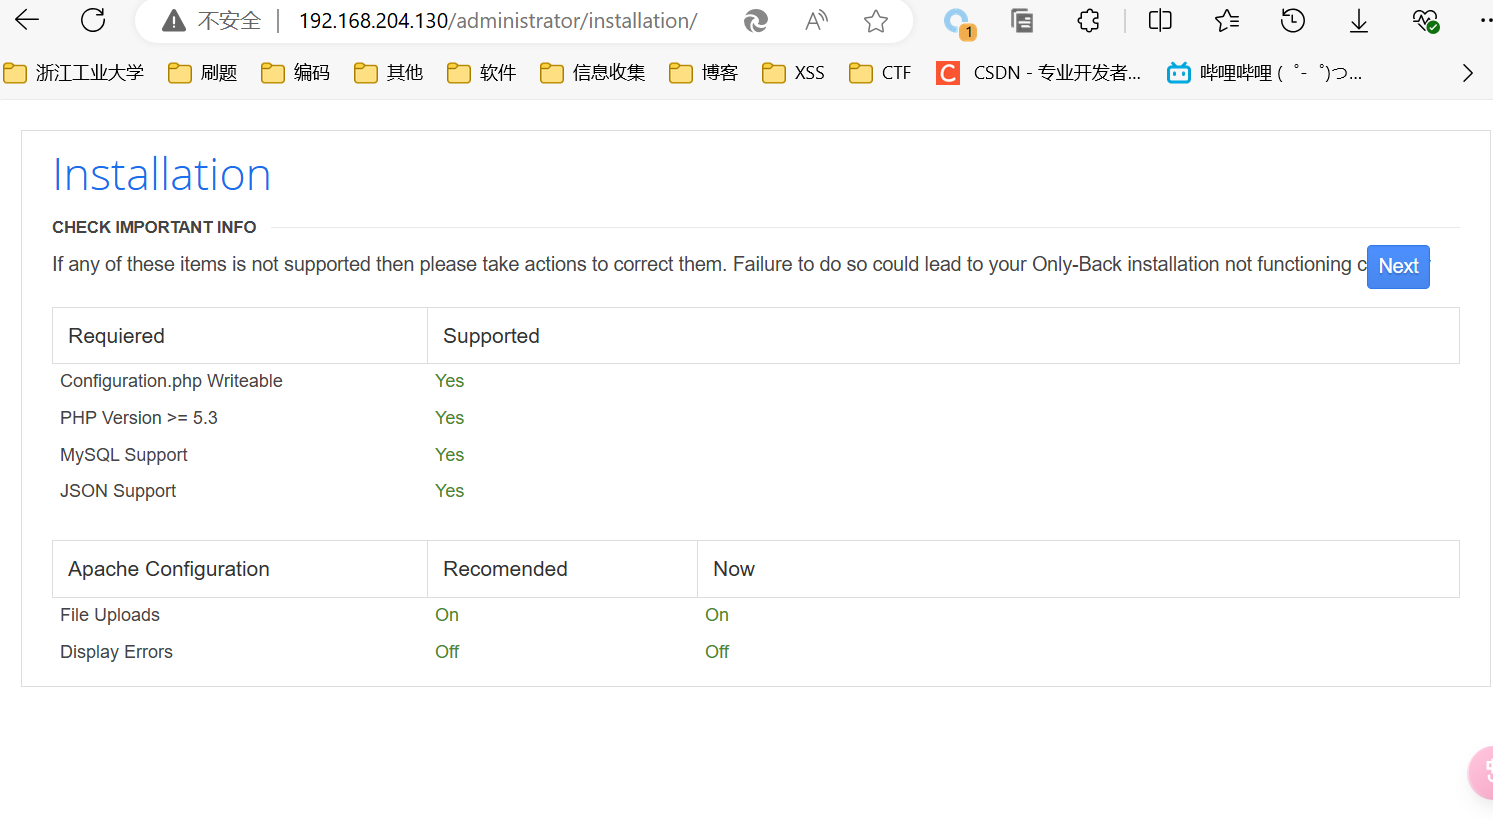 不安全 192.168.204.130/administrator/installation/
1
浙江工业大学 刷题 编码 其他 软件 信息收集 博客 XSS CTF CSDN - 专业开发者... 哔哩哔哩 (゜-゜)つ...
Installation
CHECK IMPORTANT INFO
If any of these items is not supported then please take actions to correct them. Failure to do so could lead to your Only-Back installation not functioning c
Next
Requiered Supported
Configuration.php Writeable Yes
PHP Version >= 5.3 Yes
MySQL Support Yes
JSON Support Yes
Apache Configuration Recomended Now
File Uploads On On
Display Errors Off Off